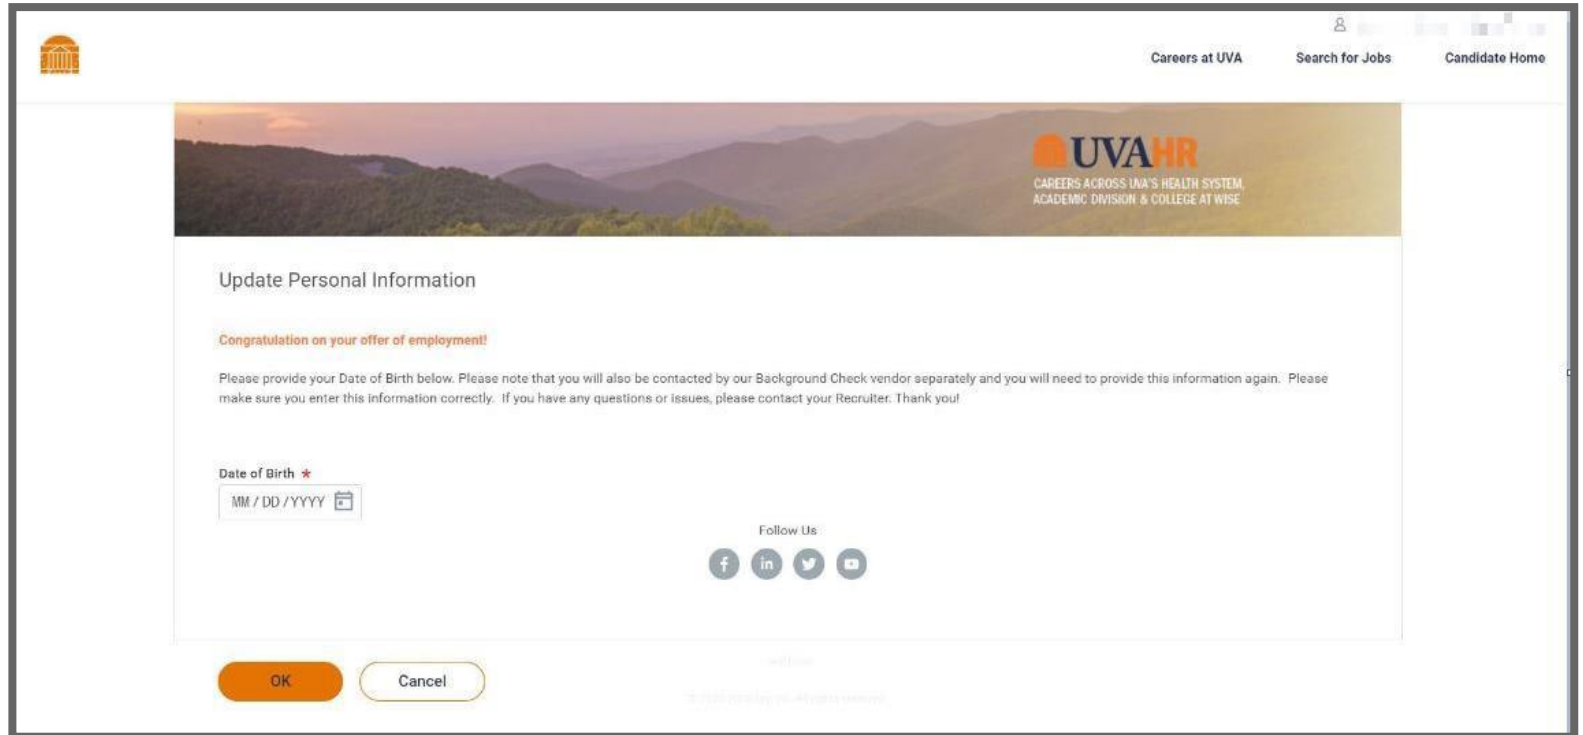 Careers at UVA
Search for Jobs
Candidate Home
UVAHR
CAREERS ACROSS UVA'S HEALTH SYSTEM,
ACADEMIC DIVISION & COLLEGE AT WISE
Update Personal Information
Congratulation on your offer of employment!
Please provide your Date of Birth below. Please note that you will also be contacted by our Background Check vendor separately and you will need to provide this information again. Please
make sure you enter this information correctly. If you have any questions or issues, please contact your Recruiter. Thank you!
Date of Birth *
MM / DD / YYYY
Follow Us
OK
Cancel